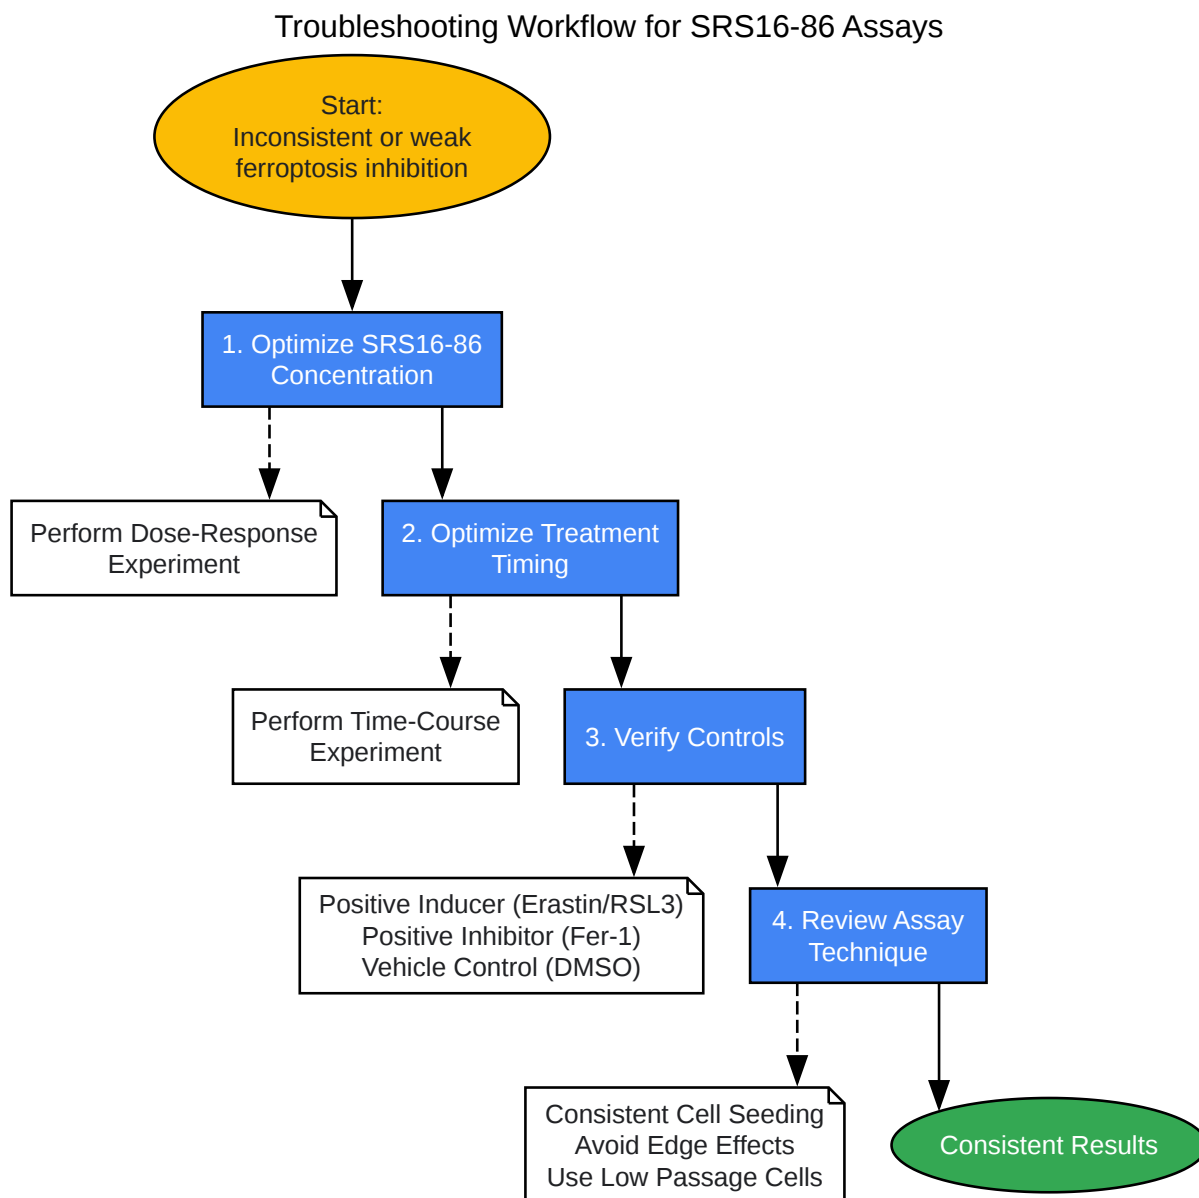 Troubleshooting Workflow for SRS16-86 Assays
Start:
Inconsistent or weak
ferroptosis inhibition
1. Optimize SRS16-86
Concentration
Perform Dose-Response
Experiment
2. Optimize Treatment
Timing
Perform Time-Course
Experiment
3. Verify Controls
Positive Inducer (Erastin/RSL3)
Positive Inhibitor (Fer-1)
Vehicle Control (DMSO)
4. Review Assay
Technique
Consistent Cell Seeding
Avoid Edge Effects
Use Low Passage Cells
Consistent Results